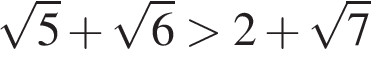 √5 + √6 > 2 + √7